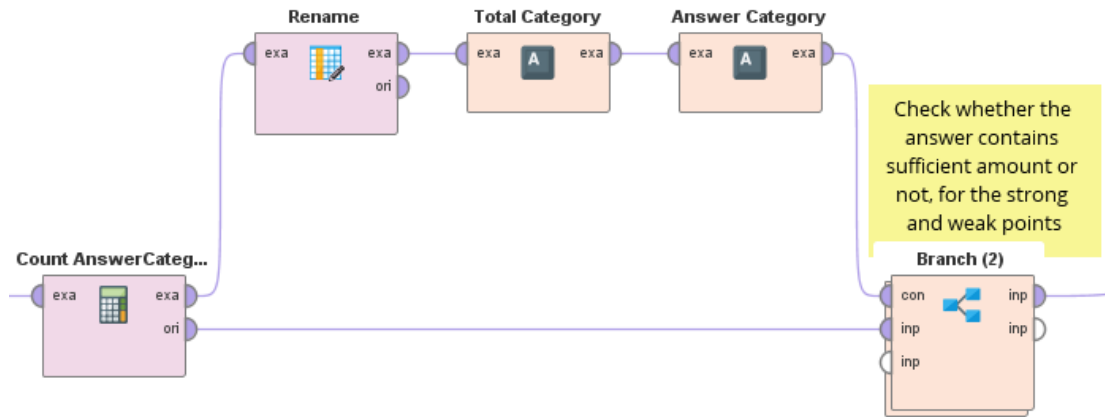 Rename
Total Category
Answer Category
exa
exa
ori
A
exa
exa
A
exa
exa
Check whether the
answer contains
sufficient amount or
not, for the strong
and weak points
Count AnswerCateg...
exa
exa
ori
Branch (2)
con
inp
inp
inp
inp